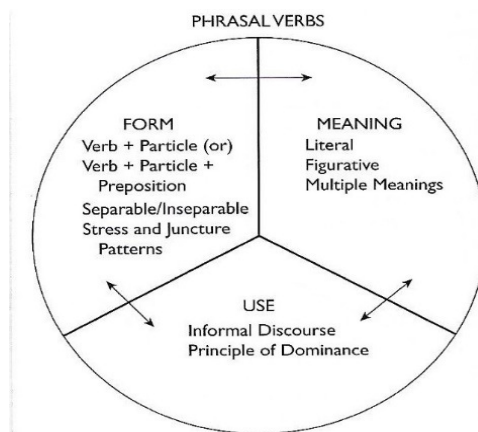 PHRASAL VERBS
FORM
Verb + Particle (or)
Verb + Particle +
Preposition
Separable/Inseparable
Stress and Juncture
Patterns
MEANING
Literal
Figurative
Multiple Meanings
USE
Informal Discourse
Principle of Dominance